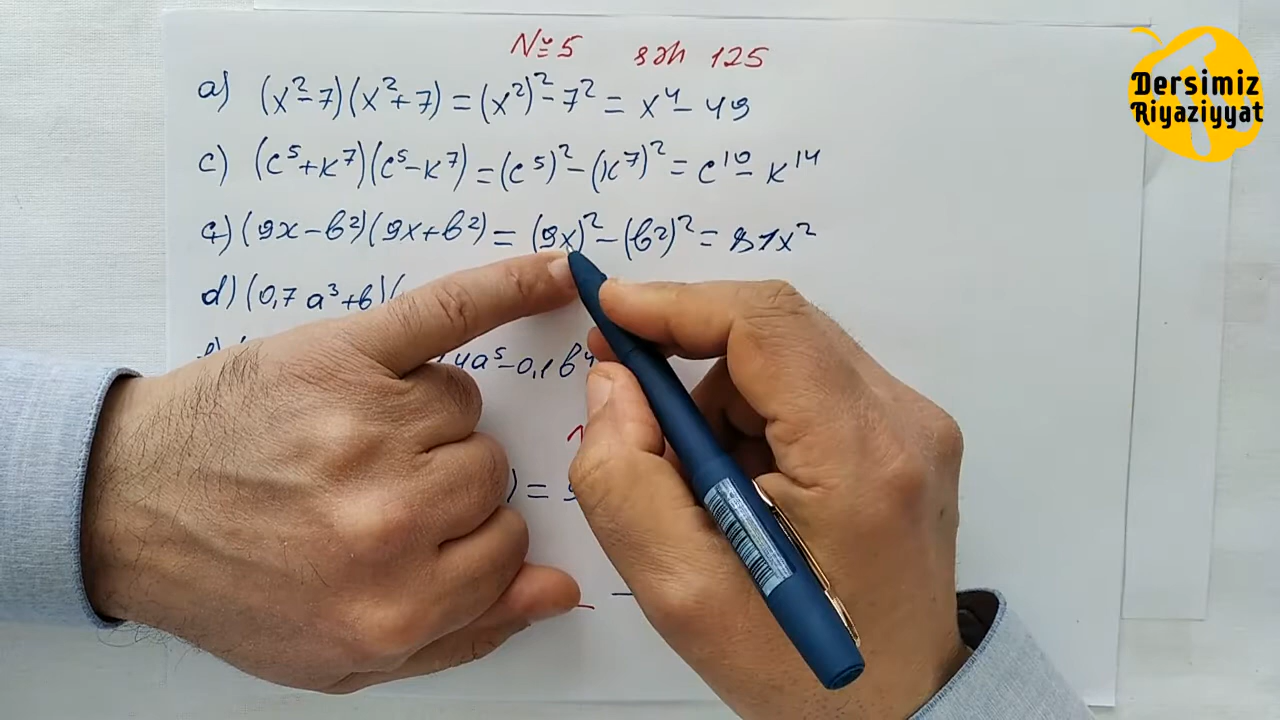 №5 səh 125
Dersimiz
Riyaziyyat
a) (x²-7)(x²+7) = (x²)²-7² = x⁴-49
c) (c⁵+k⁷)(c⁵-k⁷) = (c⁵)²-(k⁷)² = c¹⁰-k¹⁴
ç) (9x-b²)(9x+b²) = (9x)²-(b²)² = 81x²
d) (0,7a³+b)(
4a⁵-0,1b⁴
) =